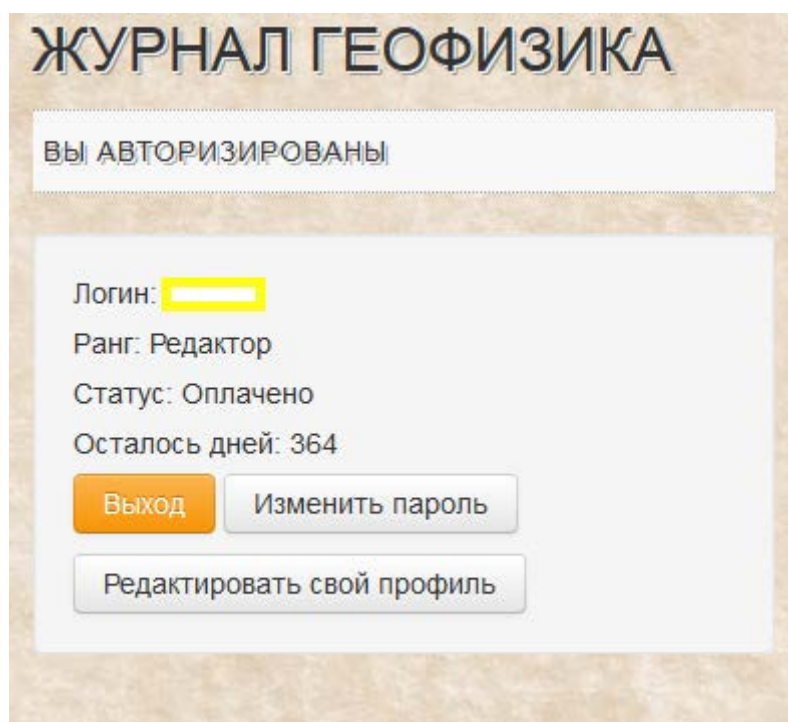 ЖУРНАЛ ГЕОФИЗИКА
ВЫ АВТОРИЗИРОВАНЫ
Логин:
Ранг: Редактор
Статус: Оплачено
Осталось дней: 364
Выход Изменить пароль
Редактировать свой профиль